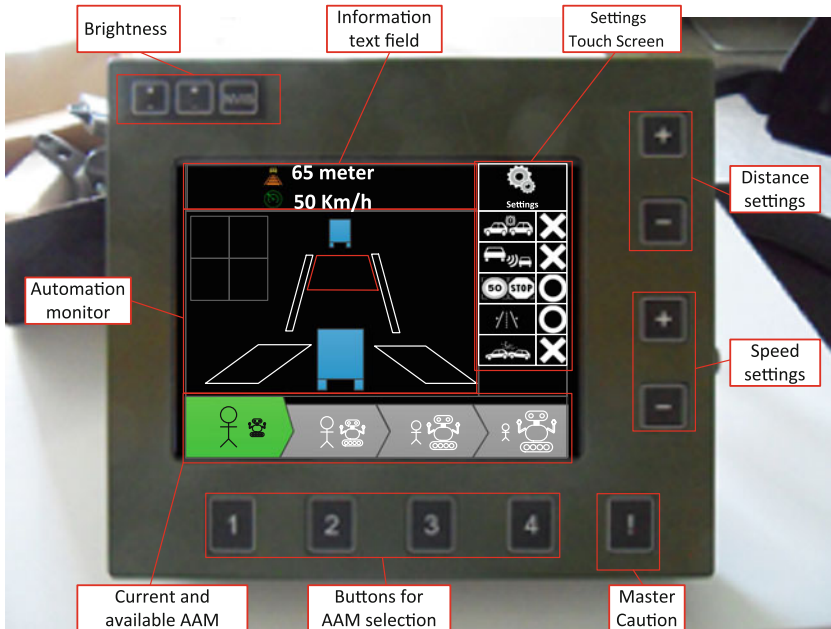 Brightness
Information
text field
Settings
Touch Screen
NVIS
65 meter
50 Km/h
Settings
50 STOP
+
-
Distance
settings
Automation
monitor
+
-
Speed
settings
1 2 3 4 !
Current and
available AAM
Buttons for
AAM selection
Master
Caution